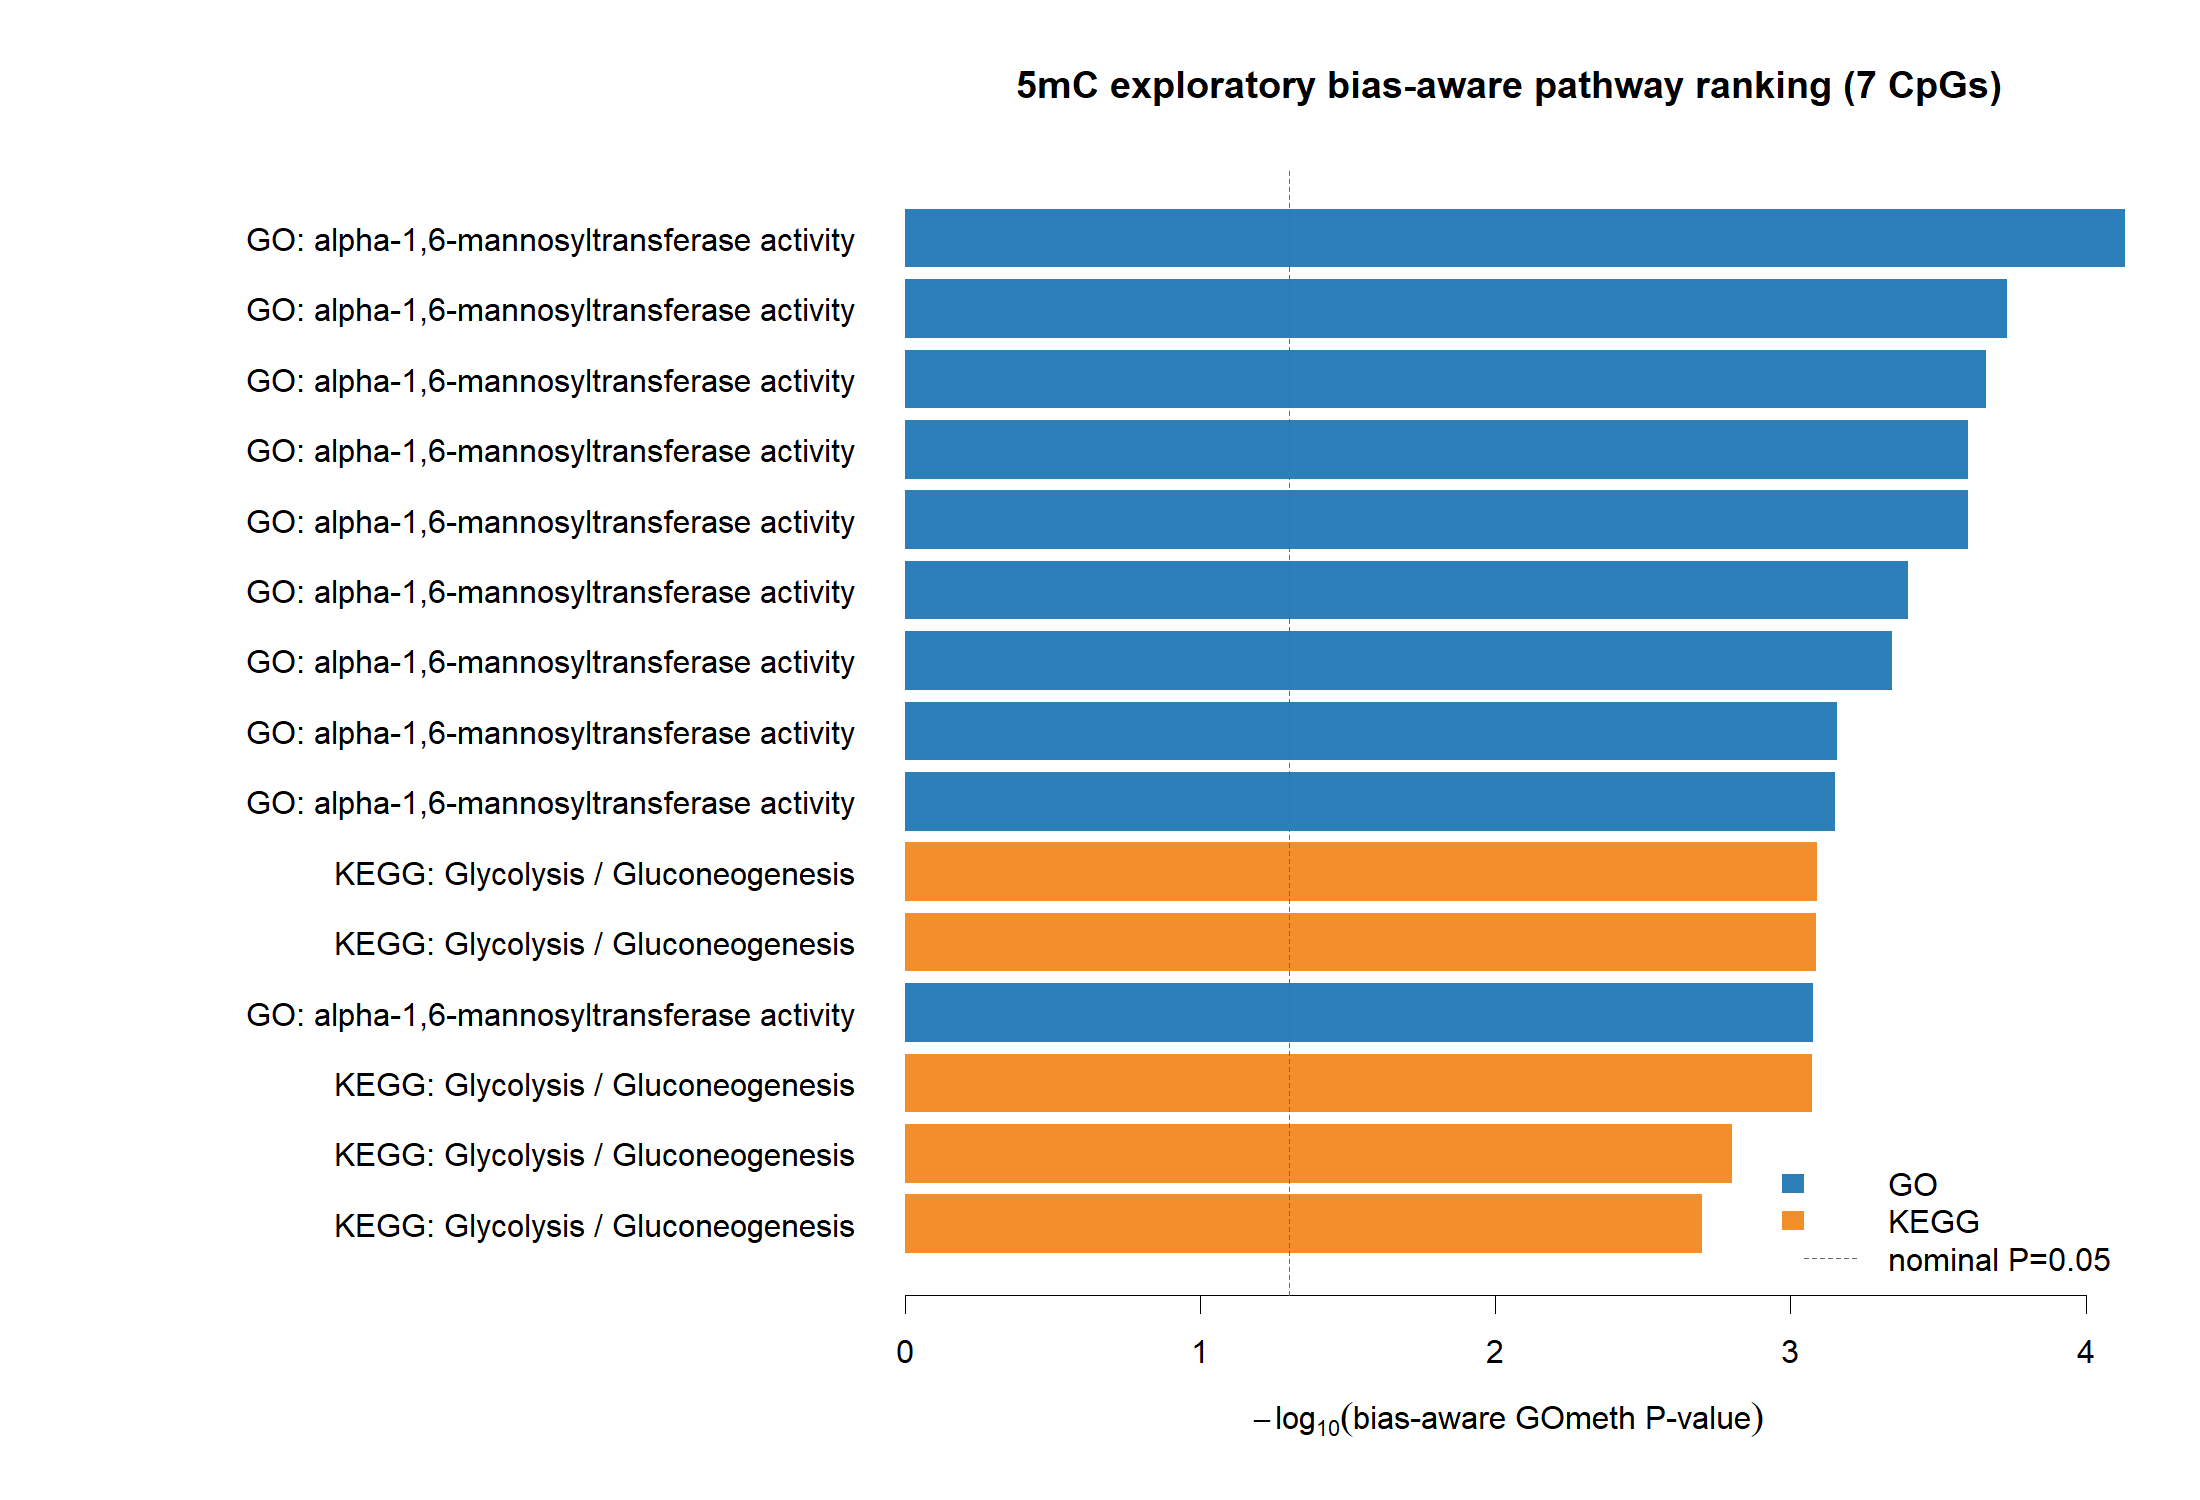 5mC exploratory bias-aware pathway ranking (7 CpGs)
GO: alpha-1,6-mannosyltransferase activity
GO: alpha-1,6-mannosyltransferase activity
GO: alpha-1,6-mannosyltransferase activity
GO: alpha-1,6-mannosyltransferase activity
GO: alpha-1,6-mannosyltransferase activity
GO: alpha-1,6-mannosyltransferase activity
GO: alpha-1,6-mannosyltransferase activity
GO: alpha-1,6-mannosyltransferase activity
GO: alpha-1,6-mannosyltransferase activity
KEGG: Glycolysis / Gluconeogenesis
KEGG: Glycolysis / Gluconeogenesis
GO: alpha-1,6-mannosyltransferase activity
KEGG: Glycolysis / Gluconeogenesis
KEGG: Glycolysis / Gluconeogenesis
KEGG: Glycolysis / Gluconeogenesis
GO
KEGG
nominal P=0.05
0 1 2 3 4
−log₁₀(bias-aware GOmeth P-value)